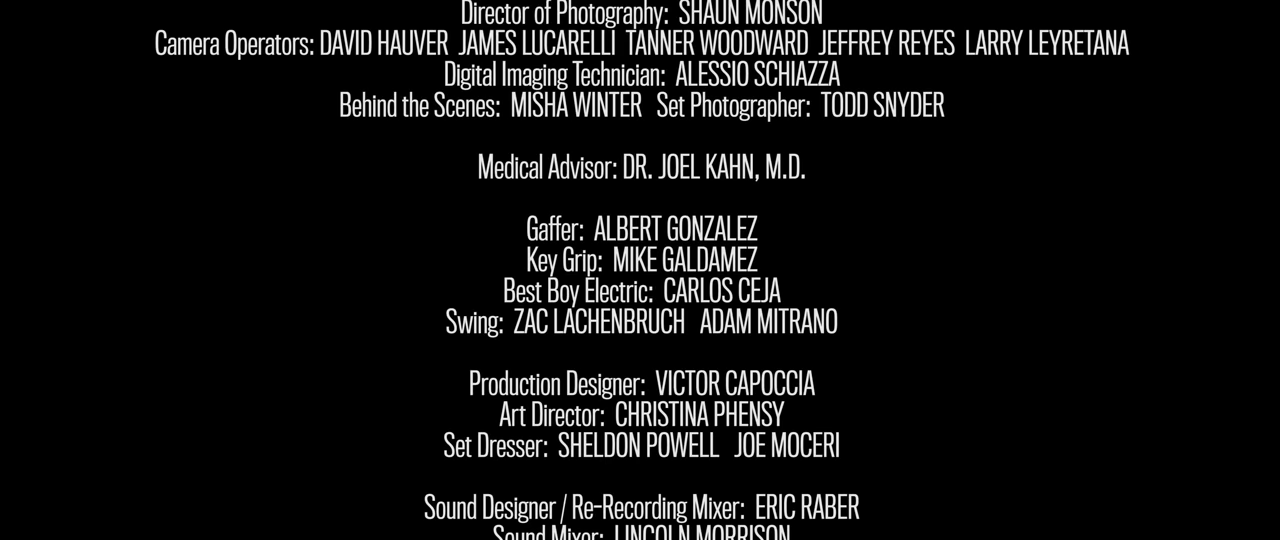 Director of Photography: SHAUN MONSON
Camera Operators: DAVID HAUVER JAMES LUCARELLI TANNER WOODWARD JEFFREY REYES LARRY LEYRETANA
Digital Imaging Technician: ALESSIO SCHIAZZA
Behind the Scenes: MISHA WINTER Set Photographer: TODD SNYDER
Medical Advisor: DR. JOEL KAHN, M.D.
Gaffer: ALBERT GONZALEZ
Key Grip: MIKE GALDAMEZ
Best Boy Electric: CARLOS CEJA
Swing: ZAC LACHENBRUCH ADAM MITRANO
Production Designer: VICTOR CAPOCCIA
Art Director: CHRISTINA PHENSY
Set Dresser: SHELDON POWELL JOE MOCERI
Sound Designer / Re-Recording Mixer: ERIC RABER
Sound Mixer: LINCOLN MORRISON